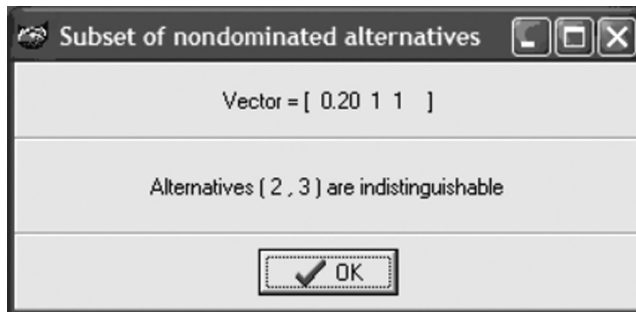 Subset of nondominated alternatives
Vector = [ 0.20 1 1 ]
Alternatives ( 2 , 3 ) are indistinguishable
OK